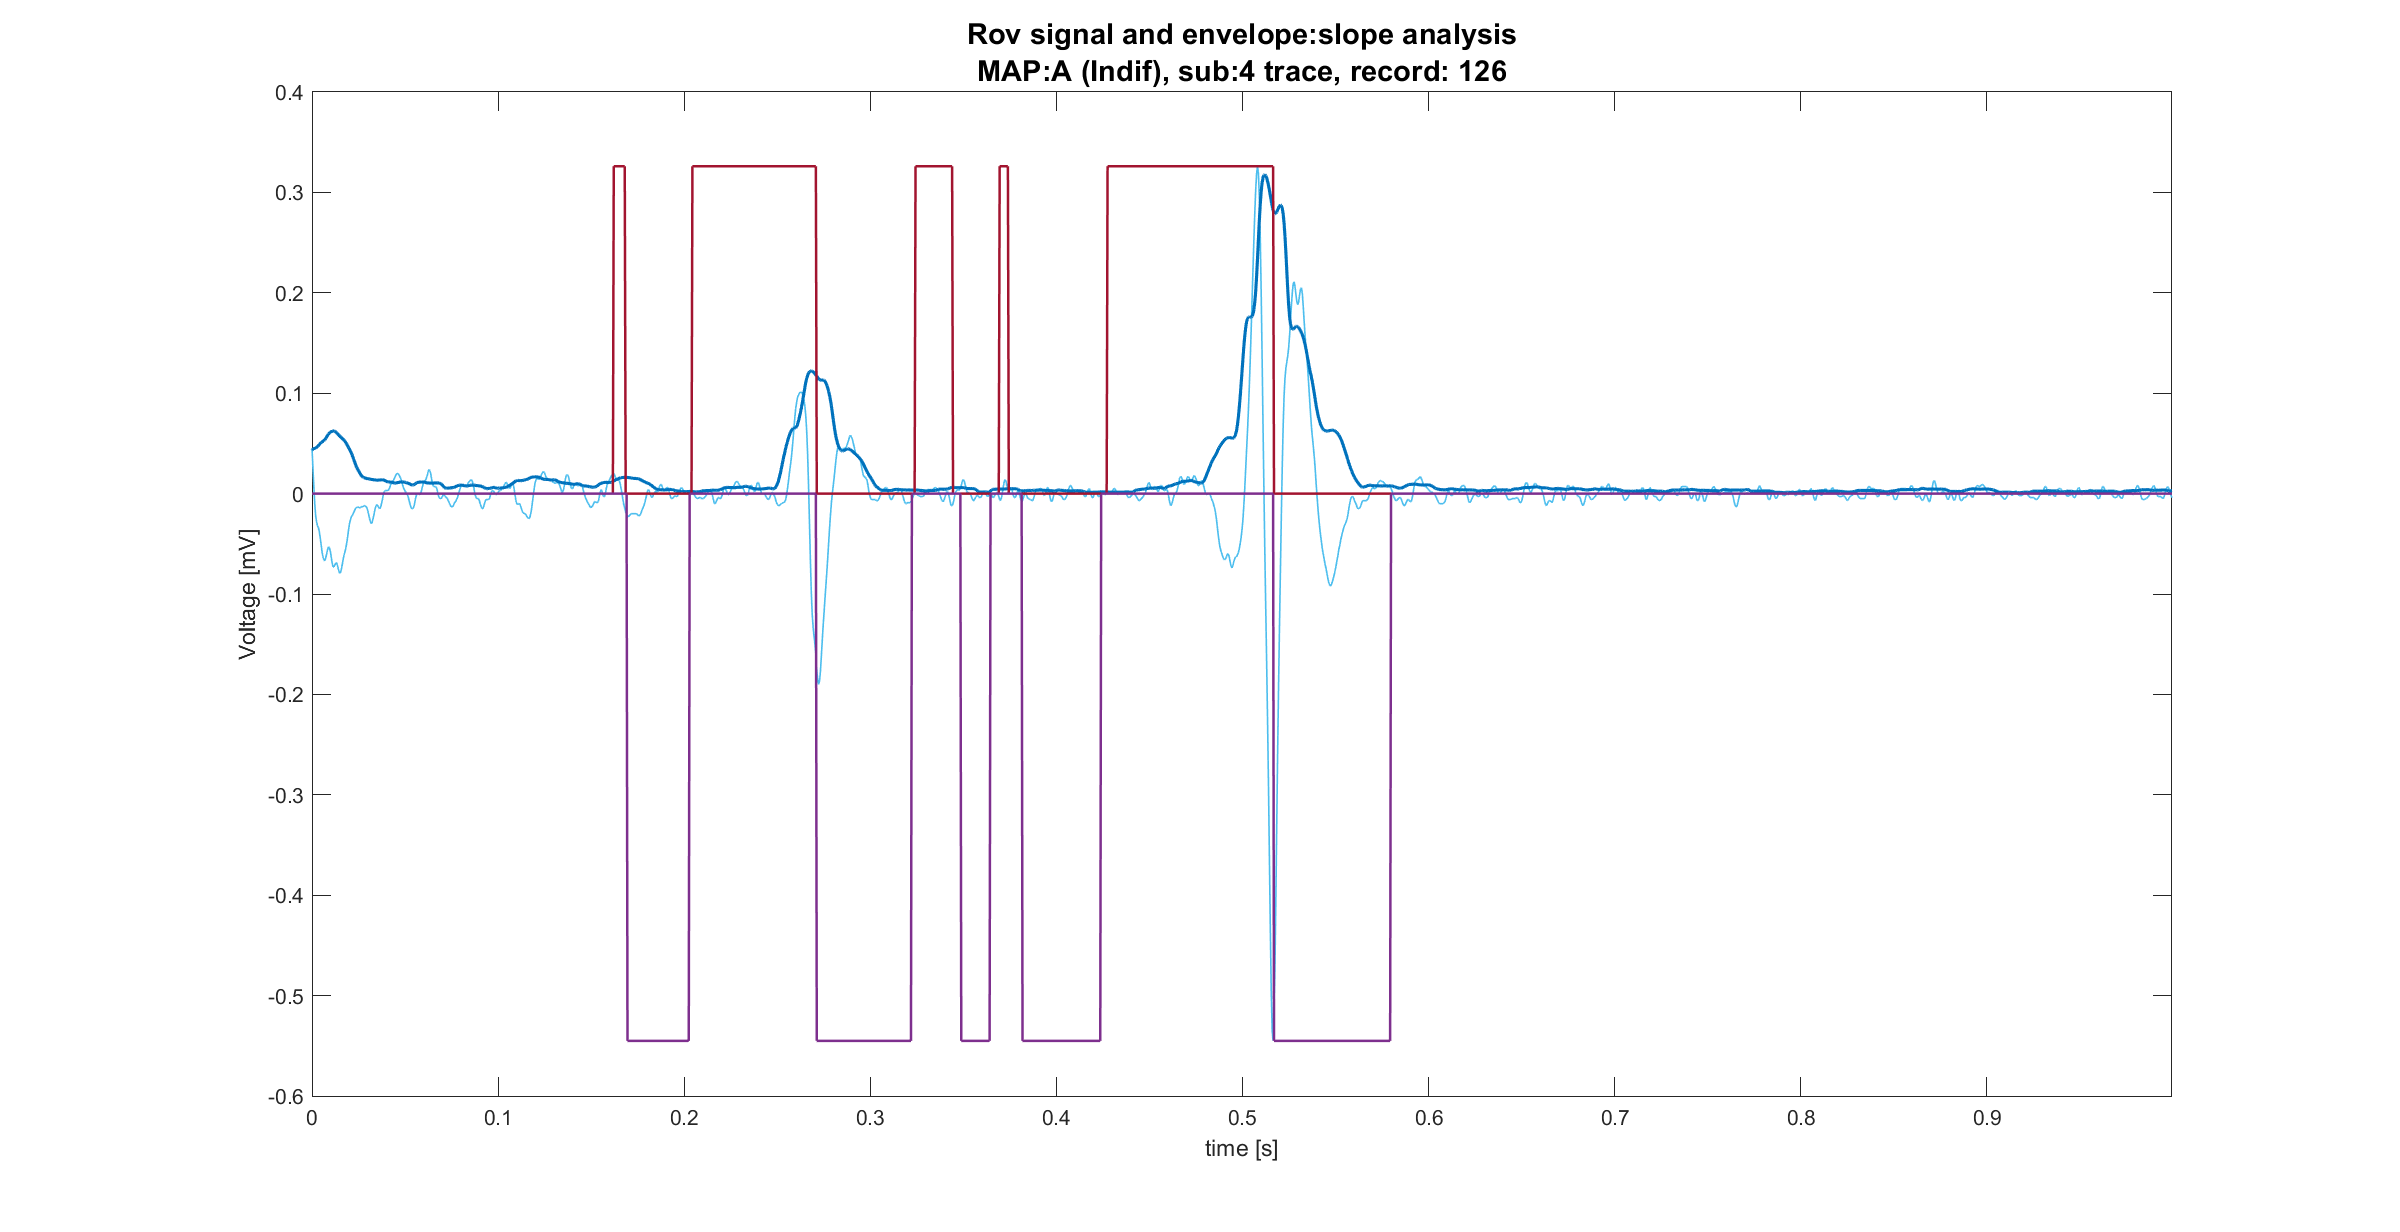 Rov signal and envelope:slope analysis
MAP:A (Indif), sub:4 trace, record: 126
0.4
0.3
0.2
0.1
0
-0.1
-0.2
-0.3
-0.4
-0.5
-0.6
Voltage [mV]
0 0.1 0.2 0.3 0.4 0.5 0.6 0.7 0.8 0.9
time [s]